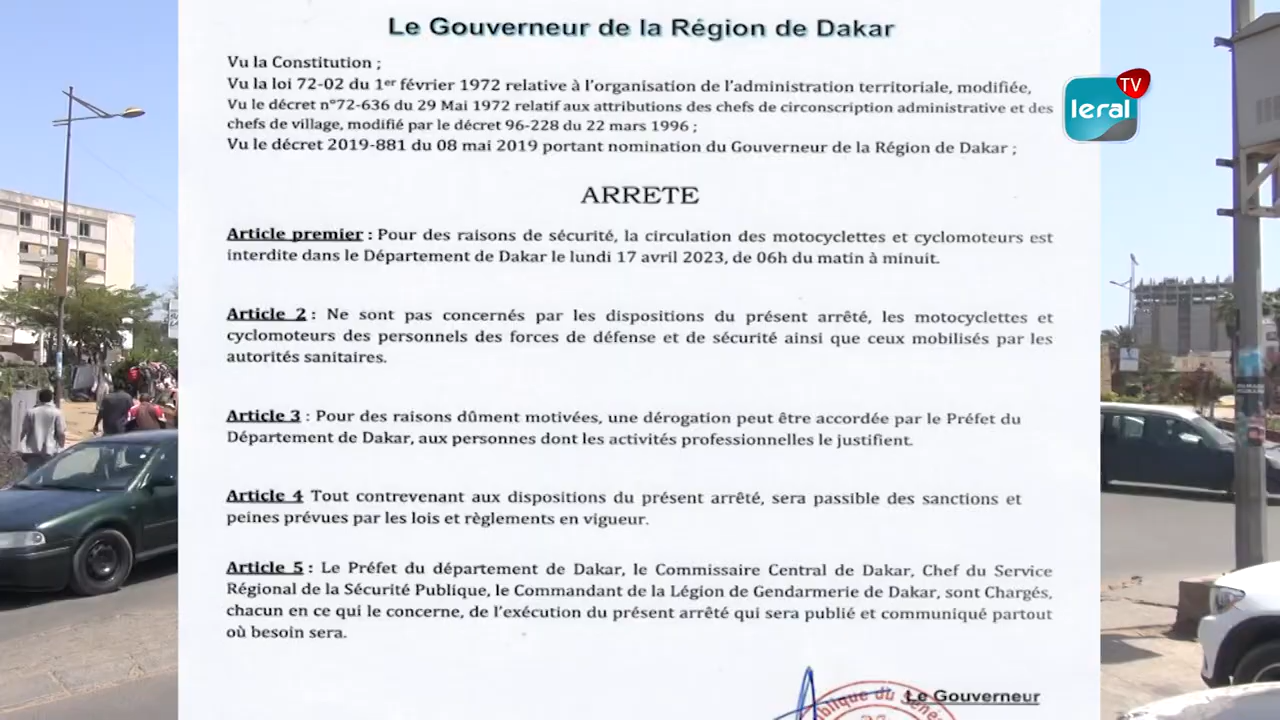 Le Gouverneur de la Région de Dakar
Vu la Constitution ;
Vu la loi 72-02 du 1er février 1972 relative à l'organisation de l'administration territoriale, modifiée,
Vu le décret n°72-636 du 29 Mai 1972 relatif aux attributions des chefs de circonscription administrative et des
chefs de village, modifié par le décret 96-228 du 22 mars 1996 ;
Vu le décret 2019-881 du 08 mai 2019 portant nomination du Gouverneur de la Région de Dakar ;
TV
leral
ARRETE
Article premier : Pour des raisons de sécurité, la circulation des motocyclettes et cyclomoteurs est
interdite dans le Département de Dakar le lundi 17 avril 2023, de 06h du matin à minuit.
Article 2 : Ne sont pas concernés par les dispositions du présent arrêté, les motocyclettes et
cyclomoteurs des personnels des forces de défense et de sécurité ainsi que ceux mobilisés par les
autorités sanitaires.
Article 3 : Pour des raisons dûment motivées, une dérogation peut être accordée par le Préfet du
Département de Dakar, aux personnes dont les activités professionnelles le justifient.
Article 4 Tout contrevenant aux dispositions du présent arrêté, sera passible des sanctions et
peines prévues par les lois et règlements en vigueur.
Article 5 : Le Préfet du département de Dakar, le Commissaire Central de Dakar, Chef du Service
Régional de la Sécurité Publique, le Commandant de la Légion de Gendarmerie de Dakar, sont Chargés,
chacun en ce qui le concerne, de l'exécution du présent arrêté qui sera publié et communiqué partout
où besoin sera.
Le Gouverneur